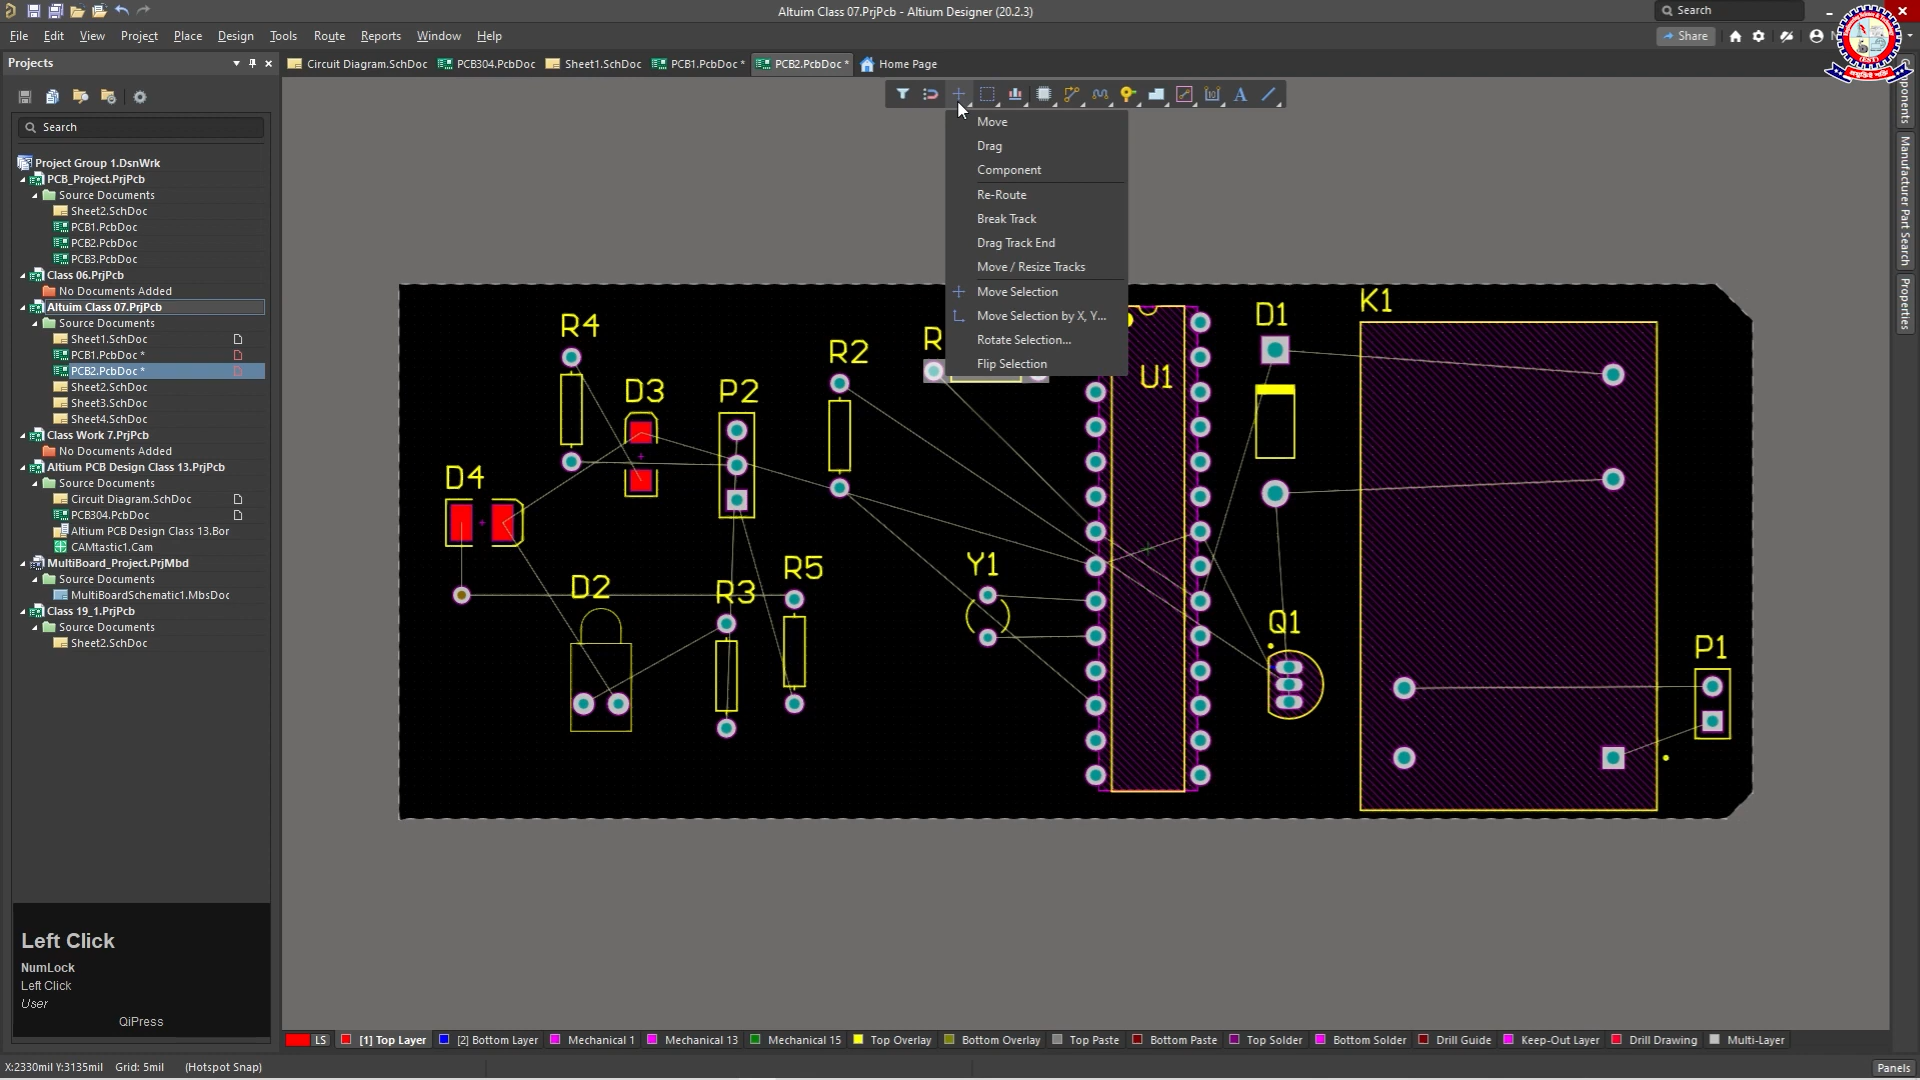 Altuim Class 07.PrjPcb - Altium Designer (20.2.3)
Search
File Edit View Project Place Design Tools Route Reports Window Help
Share
Projects
Circuit Diagram.SchDoc PCB304.PcbDoc Sheet1.SchDoc PCB1.PcbDoc * PCB2.PcbDoc * Home Page
Search
Project Group 1.DsnWrk
PCB_Project.PrjPcb
Source Documents
Sheet2.SchDoc
PCB1.PcbDoc
PCB2.PcbDoc
PCB3.PcbDoc
Class 06.PrjPcb
No Documents Added
Altuim Class 07.PrjPcb
Source Documents
Sheet1.SchDoc
PCB1.PcbDoc *
PCB2.PcbDoc *
Sheet2.SchDoc
Sheet3.SchDoc
Sheet4.SchDoc
Class Work 7.PrjPcb
No Documents Added
Altium PCB Design Class 13.PrjPcb
Source Documents
Circuit Diagram.SchDoc
PCB304.PcbDoc
Altium PCB Design Class 13.Bor
CAMtastic1.Cam
MultiBoard_Project.PrjMbd
Source Documents
MultiBoardSchematic1.MbsDoc
Class 19_1.PrjPcb
Source Documents
Sheet2.SchDoc
Move
Drag
Component
Re-Route
Break Track
Drag Track End
Move / Resize Tracks
Move Selection
Move Selection by X, Y...
Rotate Selection...
Flip Selection
R4
D3
P2
R2
R
U1
D1
K1
D4
D2
R3
R5
Y1
Q1
P1
Manufacturer Part Search
Properties
Left Click
NumLock
Left Click
User
QiPress
LS [1] Top Layer [2] Bottom Layer Mechanical 1 Mechanical 13 Mechanical 15 Top Overlay Bottom Overlay Top Paste Bottom Paste Top Solder Bottom Solder Drill Guide Keep-Out Layer Drill Drawing Multi-Layer
X:2330mil Y:3135mil Grid: 5mil (Hotspot Snap)
Panels